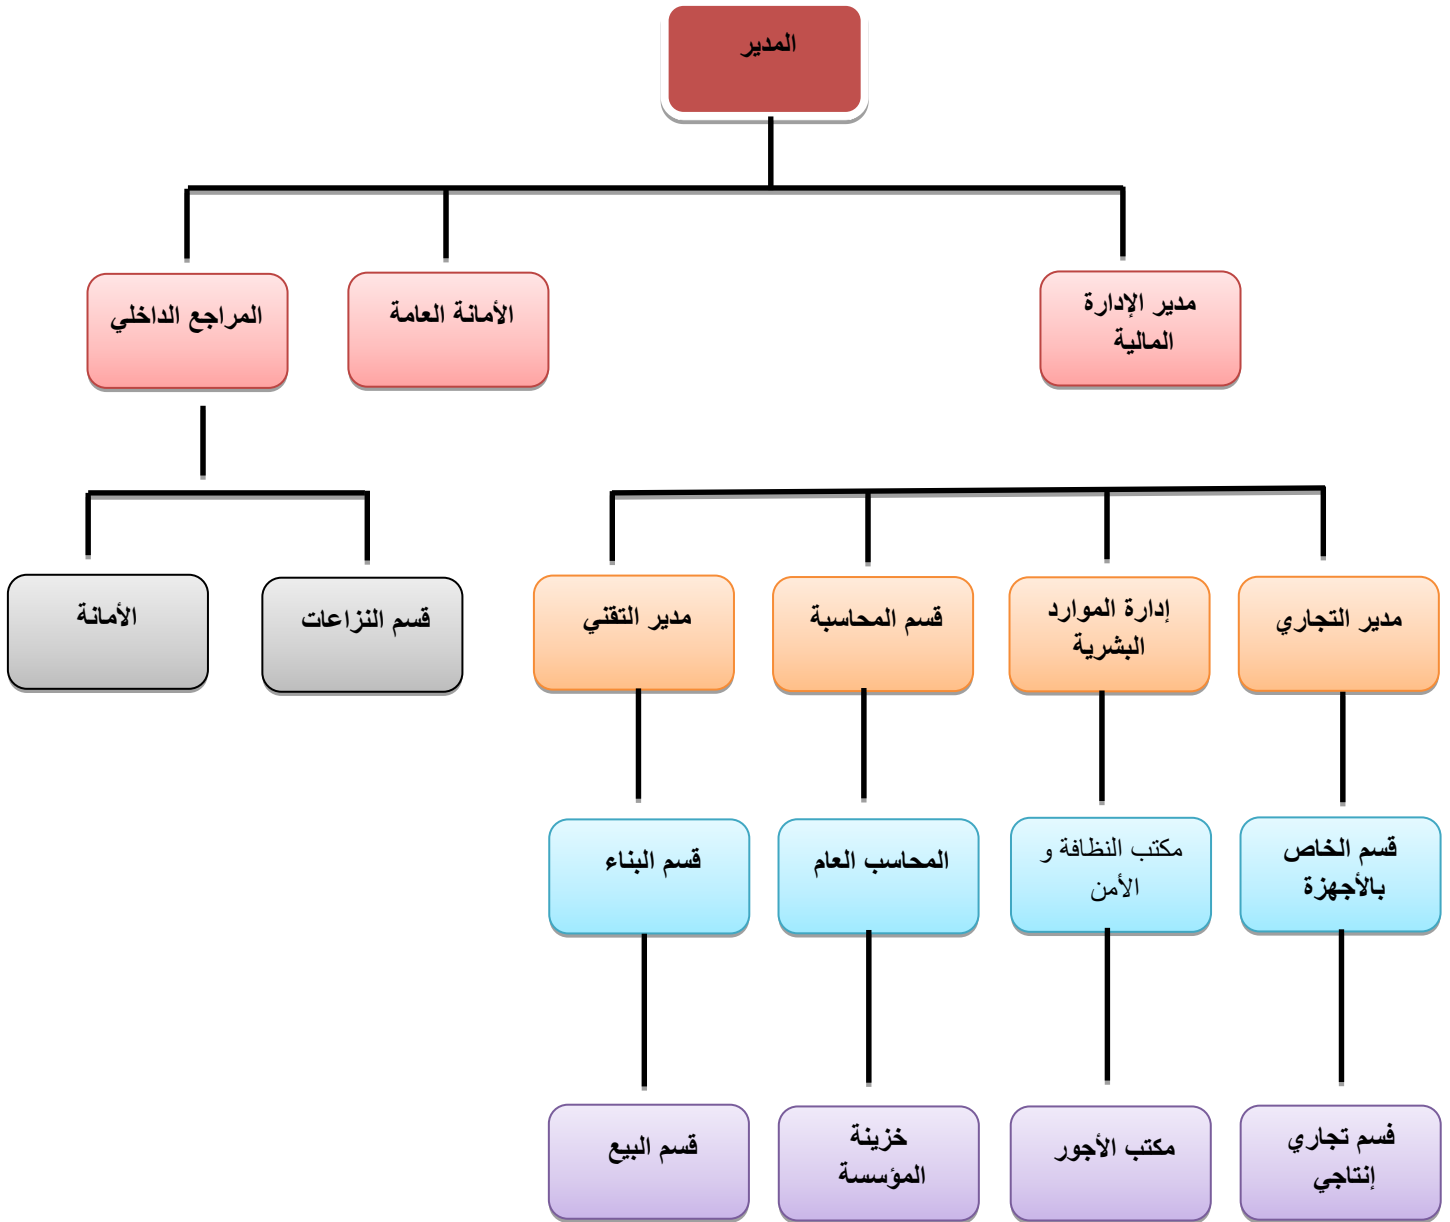 المدير
مدير الإدارة
المالية
الأمانة العامة
المراجع الداخلي
مدير التجاري
إدارة الموارد
البشرية
قسم المحاسبة
مدير التقني
قسم النزاعات
الأمانة
قسم الخاص
بالأجهزة
مكتب النظافة و
الأمن
المحاسب العام
قسم البناء
فسم تجاري
إنتاجي
مكتب الأجور
خزينة
المؤسسة
قسم البيع